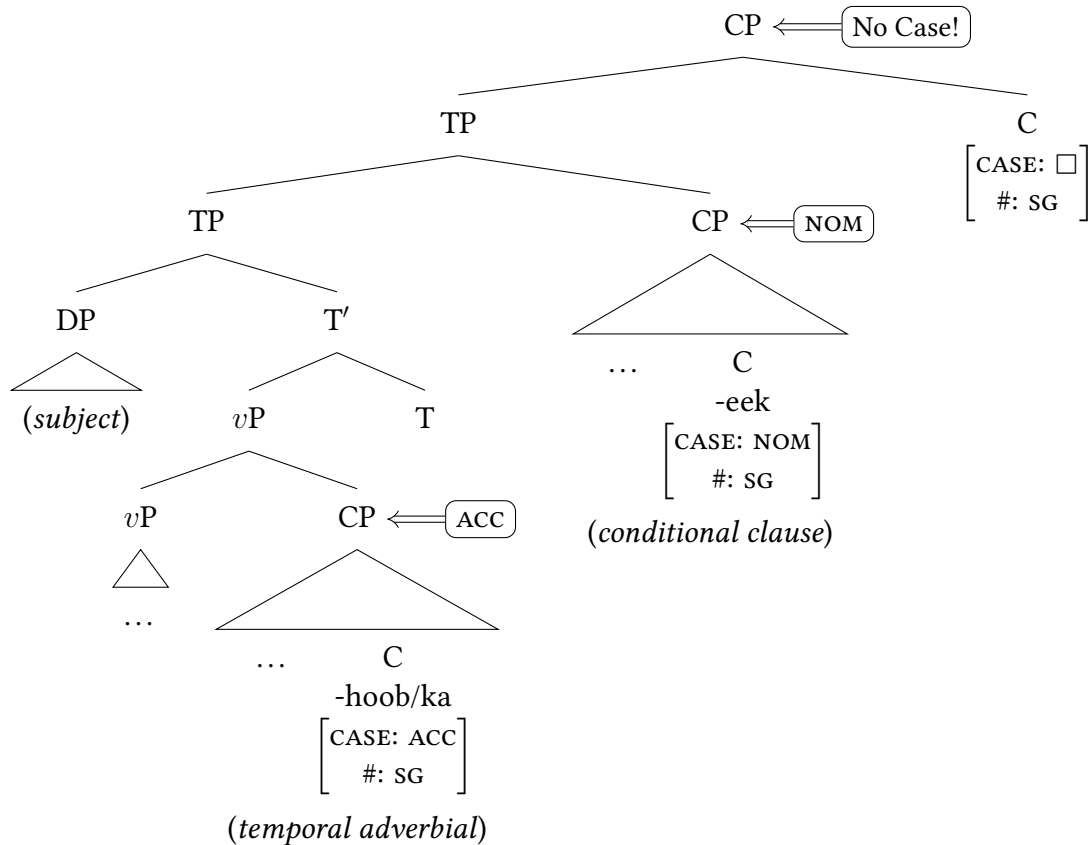 CP No Case!
TP C
[CASE: □
#: SG]
TP CP NOM
DP T′
(subject) … C
vP T -eek
[CASE: NOM
#: SG]
vP CP ACC
(conditional clause)
…
… C
-hoob/ka
[CASE: ACC
#: SG]
(temporal adverbial)